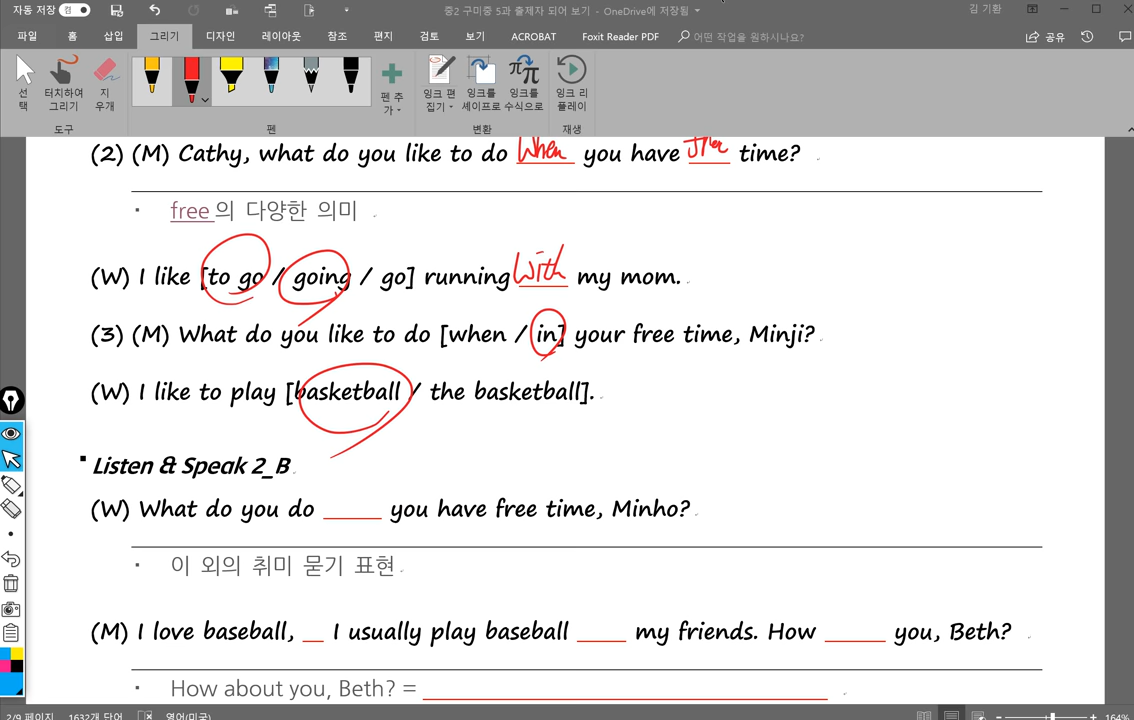 자동 저장 켬 중2 구미중 5과 출제자 되어 보기 - OneDrive에 저장됨 김 기환
파일 홈 삽입 그리기 디자인 레이아웃 참조 편지 검토 보기 ACROBAT Foxit Reader PDF 어떤 작업을 원하시나요? 공유
선택 터치하여 그리기 지우개 펜 추가 잉크 편집기 잉크를 셰이프로 잉크를 수식으로 잉크 리플레이
도구 펜 변환 재생
(2) (M) Cathy, what do you like to do When you have free time?
· free의 다양한 의미
(W) I like [to go / going / go] running with my mom.
(3) (M) What do you like to do [when / in] your free time, Minji?
(W) I like to play [basketball / the basketball].
Listen & Speak 2_B
(W) What do you do _____ you have free time, Minho?
· 이 외의 취미 묻기 표현
(M) I love baseball, __ I usually play baseball _____ my friends. How ______ you, Beth?
· How about you, Beth? =
2/9 페이지 1632개 단어 영어(미국) 164%